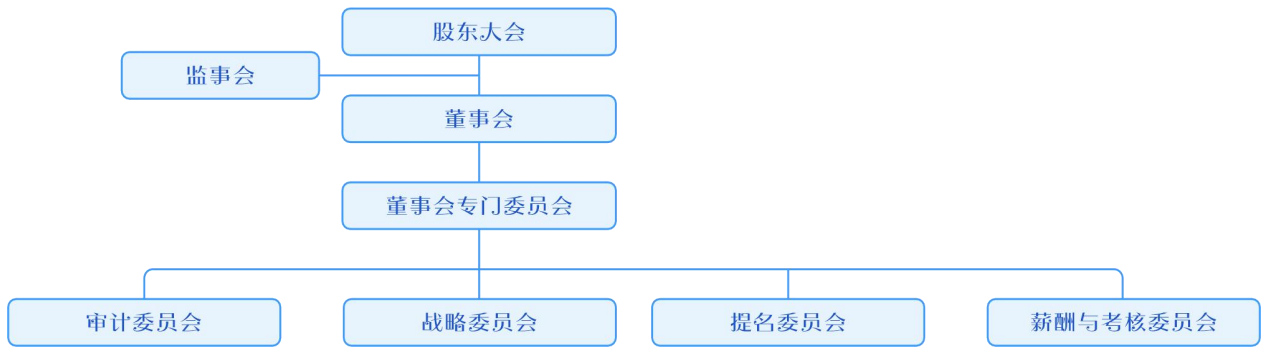 股东大会
监事会
董事会
董事会专门委员会
审计委员会
战略委员会
提名委员会
薪酬与考核委员会